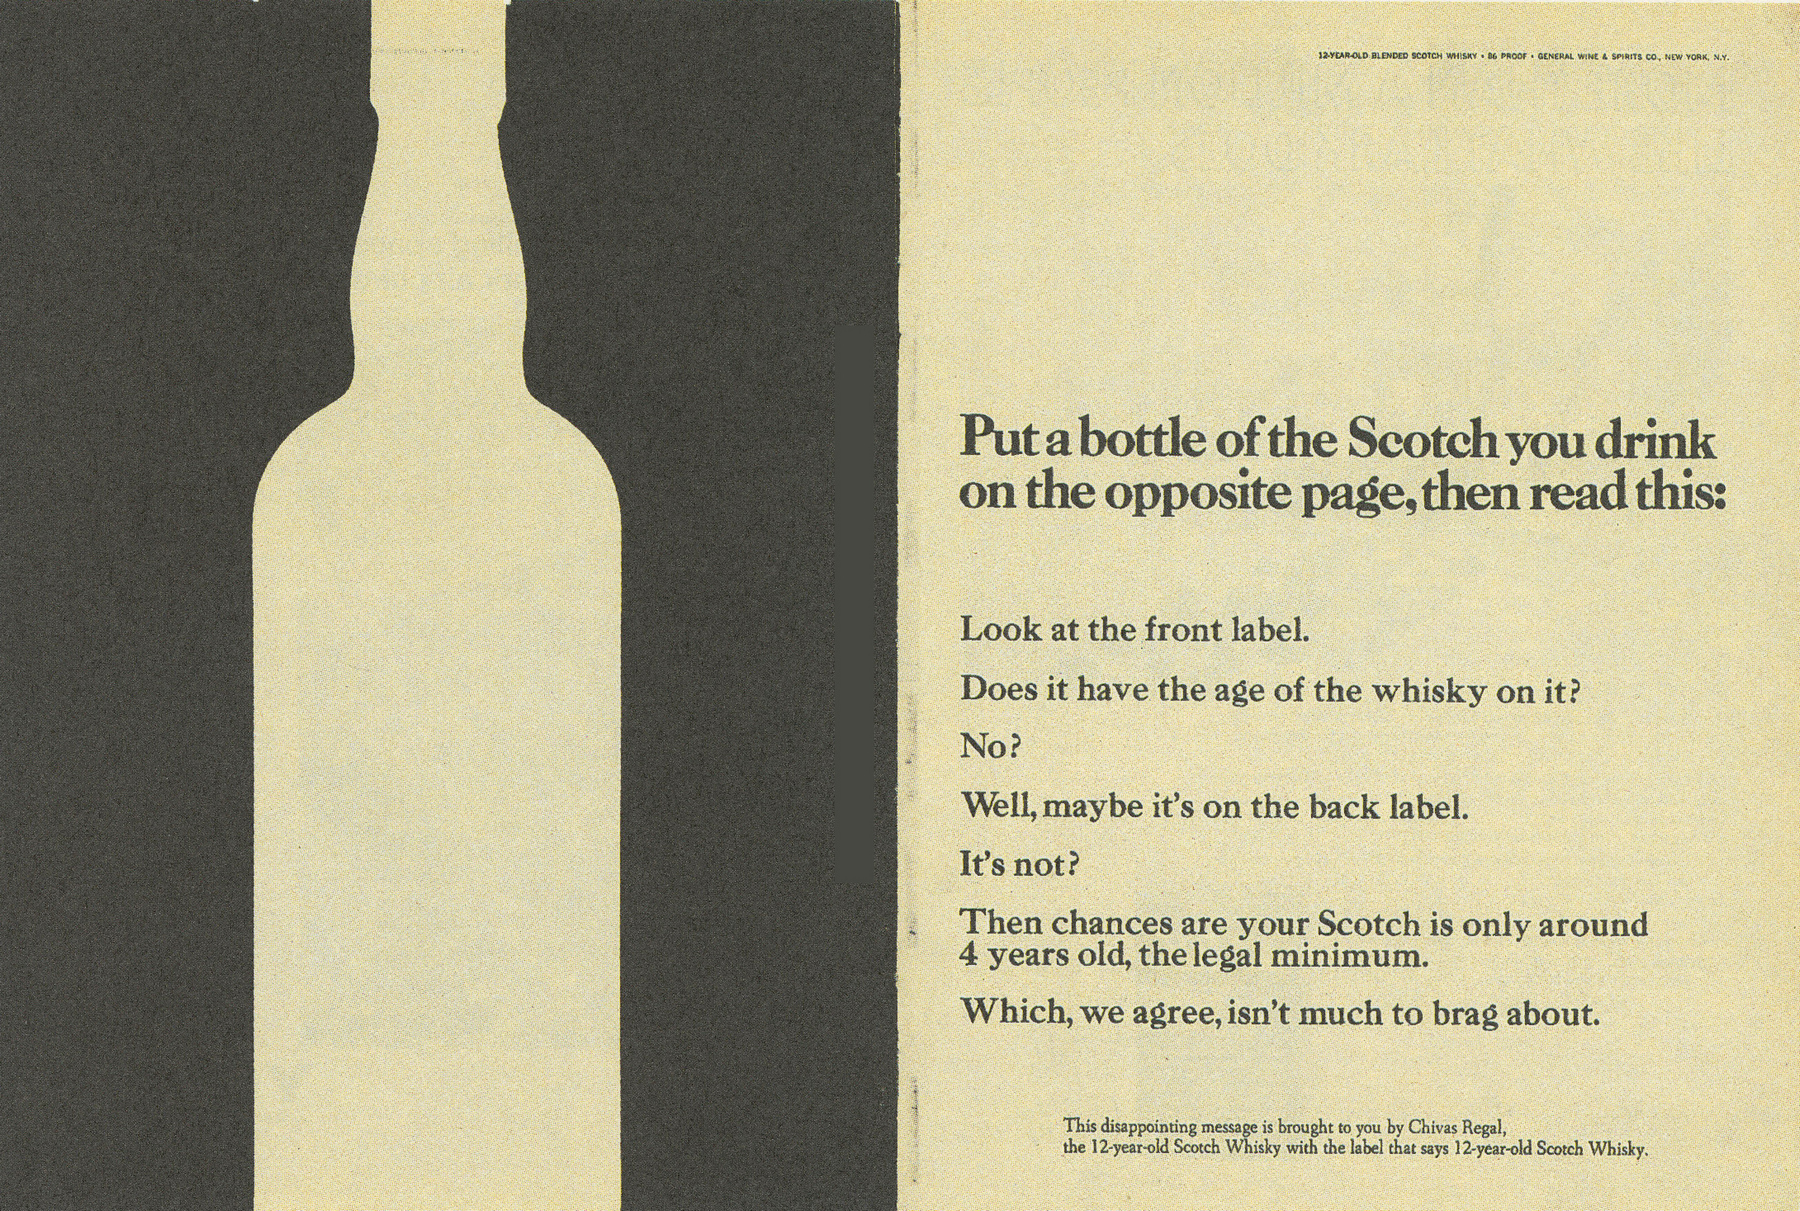 12-YEAR-OLD BLENDED SCOTCH WHISKY • 86 PROOF • GENERAL WINE & SPIRITS CO., NEW YORK, N.Y.
Put a bottle of the Scotch you drink
on the opposite page, then read this:
Look at the front label.
Does it have the age of the whisky on it?
No?
Well, maybe it's on the back label.
It's not?
Then chances are your Scotch is only around
4 years old, the legal minimum.
Which, we agree, isn't much to brag about.
This disappointing message is brought to you by Chivas Regal,
the 12-year-old Scotch Whisky with the label that says 12-year-old Scotch Whisky.